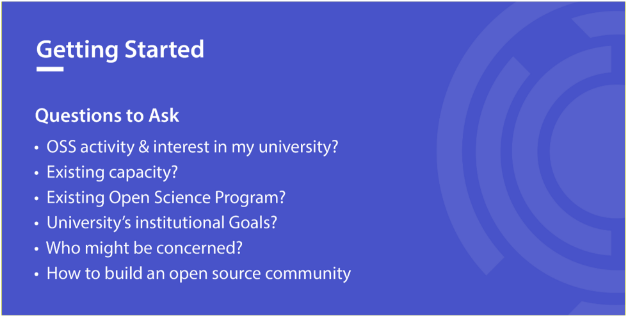 Getting Started
Questions to Ask
• OSS activity & interest in my university?
• Existing capacity?
• Existing Open Science Program?
• University’s institutional Goals?
• Who might be concerned?
• How to build an open source community